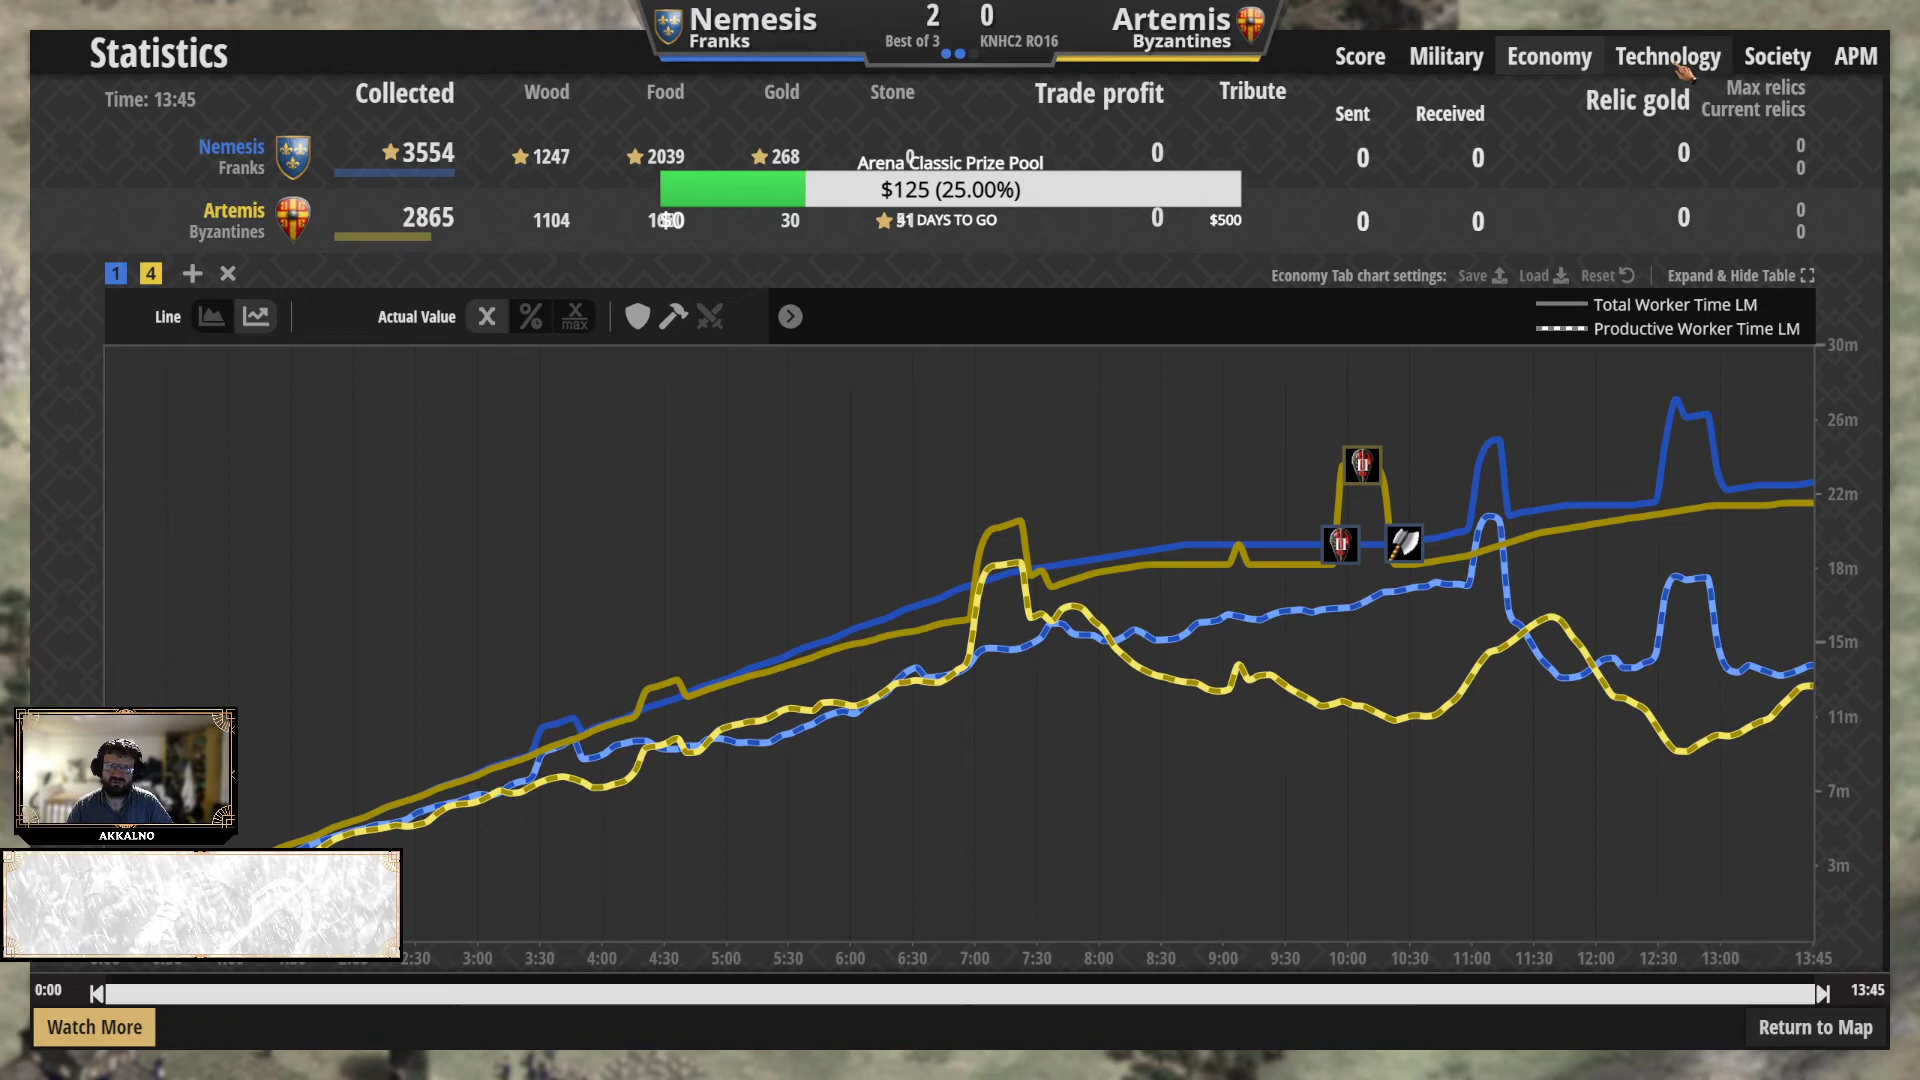 Statistics
Nemesis
Franks
2 0
Best of 3 KNHC2 RO16
Artemis
Byzantines
Score Military Economy Technology Society APM
Time: 13:45
Collected Wood Food Gold Stone Trade profit Tribute Sent Received Relic gold Max relics
Current relics
Nemesis
Franks
3554 1247 2039 268 0 0 0 0 0 0
0
Arena Classic Prize Pool
$125 (25.00%)
Artemis
Byzantines
2865 1104 30 0 0 0 0 0
0
$0 DAYS TO GO $500
1 4
Economy Tab chart settings: Save Load Reset Expand & Hide Table
Line Actual Value X % X
max
Total Worker Time LM
Productive Worker Time LM
30m
26m
22m
18m
15m
11m
7m
3m
II
II
AKKALNO
2:30 3:00 3:30 4:00 4:30 5:00 5:30 6:00 6:30 7:00 7:30 8:00 8:30 9:00 9:30 10:00 10:30 11:00 11:30 12:00 12:30 13:00 13:45
0:00 13:45
Watch More Return to Map